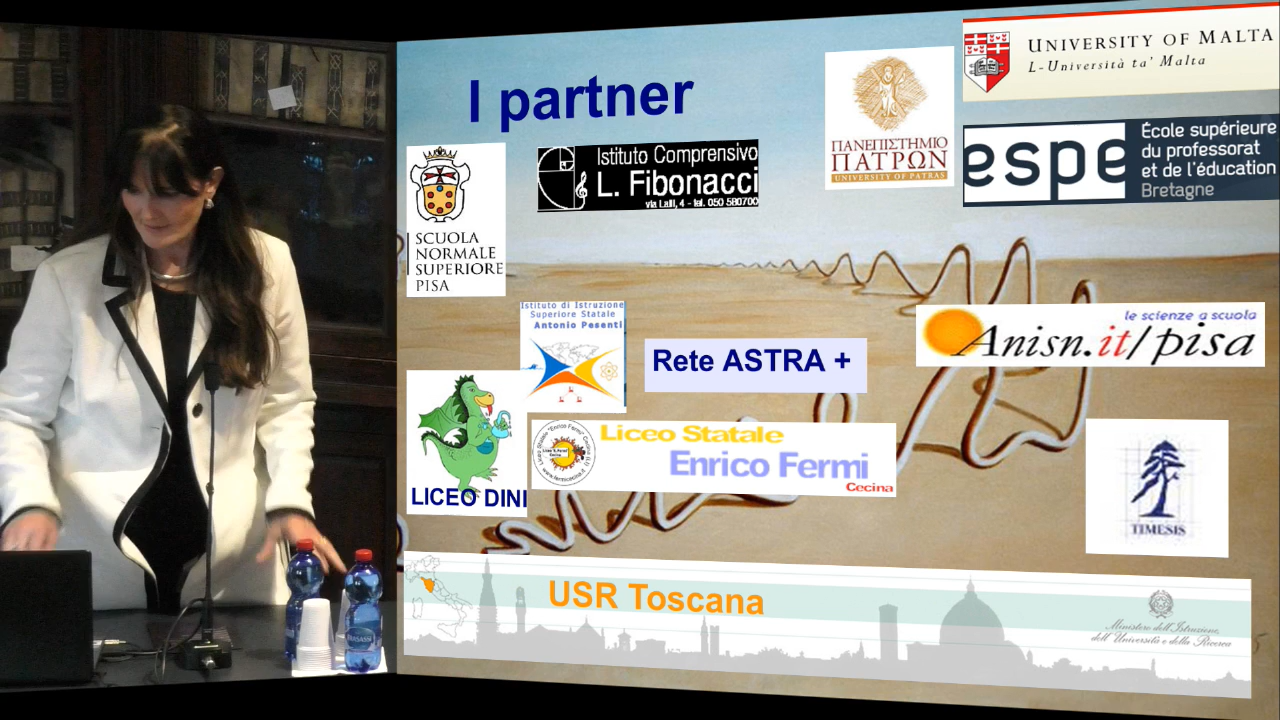 I partner
UNIVERSITY OF MALTA
L-Università ta' Malta
ΠΑΝΕΠΙΣΤΗΜΙΟ
ΠΑΤΡΩΝ
UNIVERSITY OF PATRAS
espe
École supérieure
du professorat
et de l'éducation
Bretagne
Istituto Comprensivo
L. Fibonacci
via Lalli, 4 - tel. 050 580700
SCUOLA
NORMALE
SUPERIORE
PISA
Istituto di Istruzione
Superiore Statale
Antonio Pesenti
Rete ASTRA +
le scienze a scuola
Anisn.it/pisa
LICEO DINI
Liceo Statale
Enrico Fermi
Cecina
TIMESIS
USR Toscana
Ministero dell'Istruzione,
dell'Università e della Ricerca